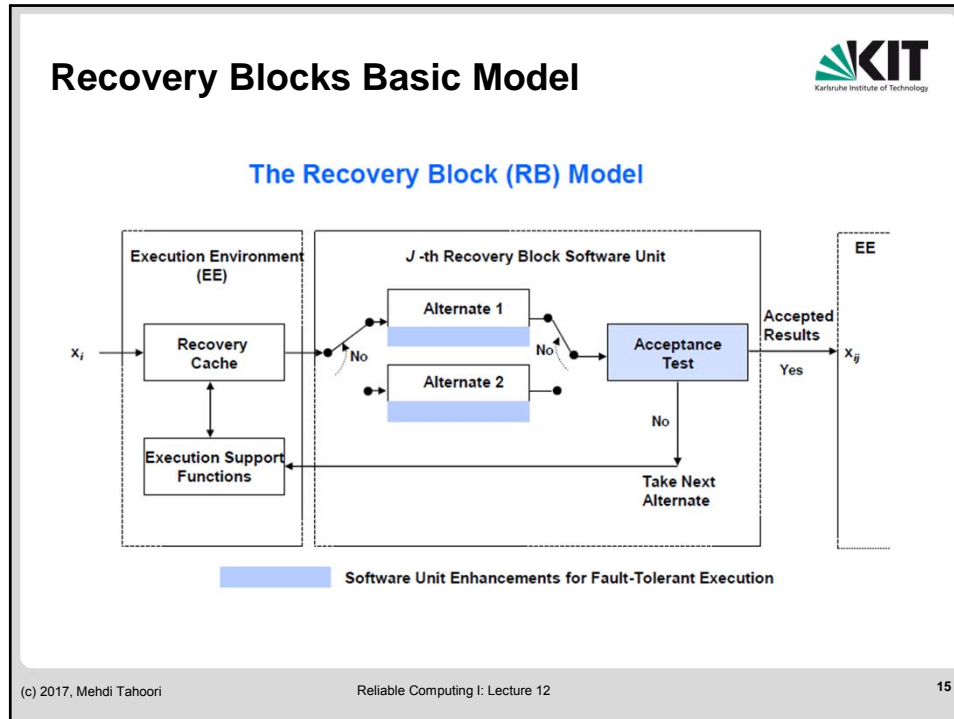 Recovery Blocks Basic Model
KIT
Karlsruhe Institute of Technology
The Recovery Block (RB) Model
Execution Environment
(EE)
J -th Recovery Block Software Unit
EE
Alternate 1
Accepted
Results
x_i
Recovery
Cache
No
No
Acceptance
Test
x_ij
Yes
Alternate 2
No
Execution Support
Functions
Take Next
Alternate
Software Unit Enhancements for Fault-Tolerant Execution
(c) 2017, Mehdi Tahoori
Reliable Computing I: Lecture 12
15